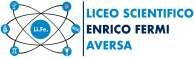 Li.Fe.
LICEO SCIENTIFICO
ENRICO FERMI
AVERSA